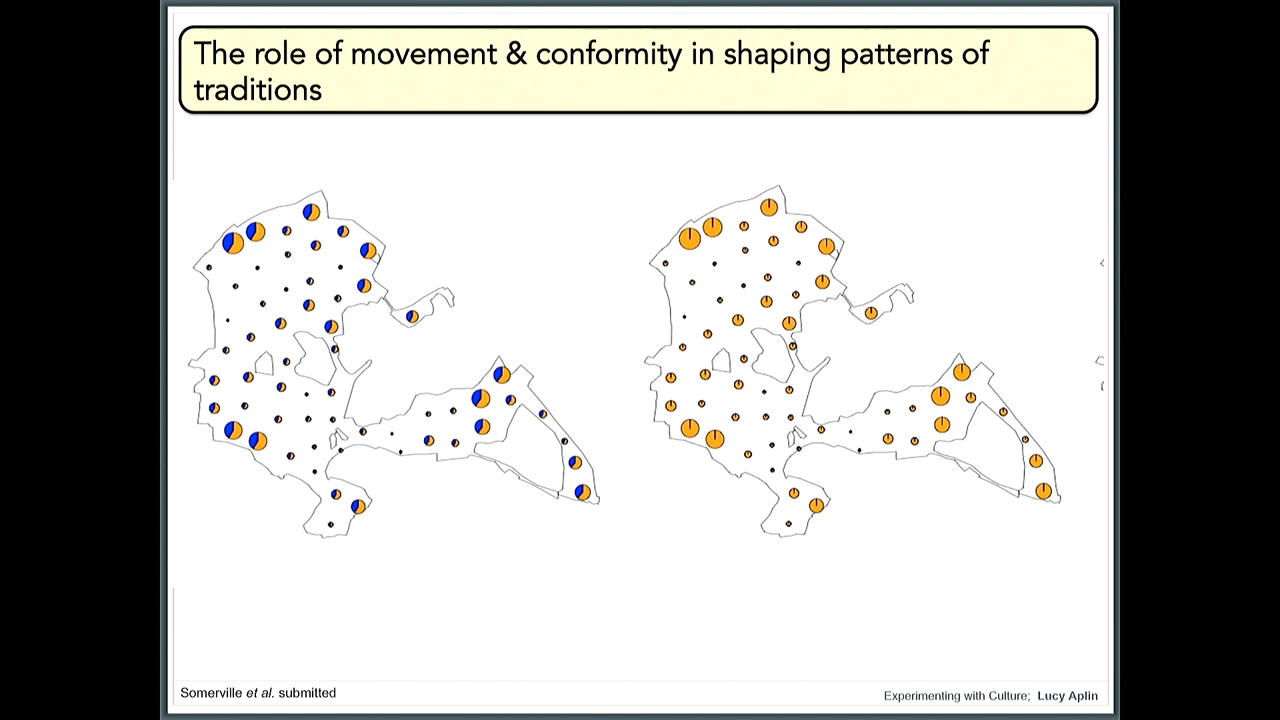 The role of movement & conformity in shaping patterns of
traditions
Somerville et al. submitted
Experimenting with Culture; Lucy Aplin